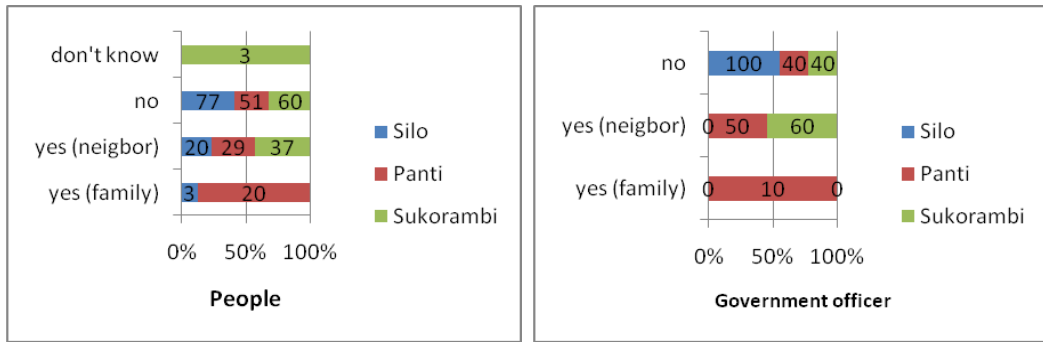 don't know
3
no
77 51 60
yes (neigbor)
20 29 37
yes (family)
3 20
0% 50% 100%
People
Silo
Panti
Sukorambi
no
100 40 40
yes (neigbor)
0 50 60
yes (family)
0 10 0
0% 50% 100%
Government officer
Silo
Panti
Sukorambi